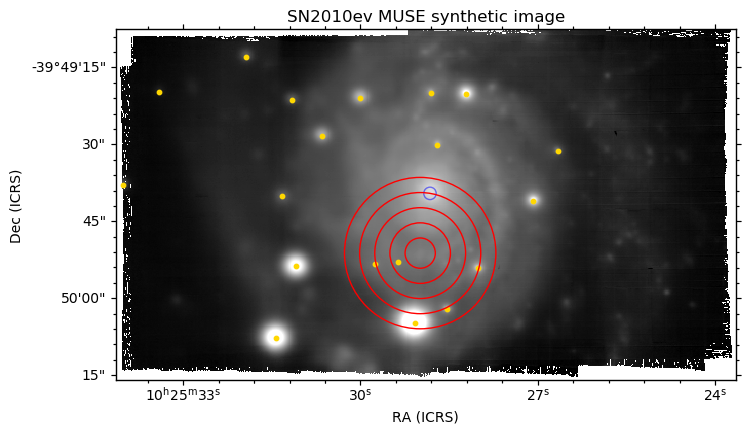 SN2010ev MUSE synthetic image
-39°49'15"
30"
45"
50'00"
15"
10ʰ25ᵐ33ˢ 30ˢ 27ˢ 24ˢ
Dec (ICRS)
RA (ICRS)